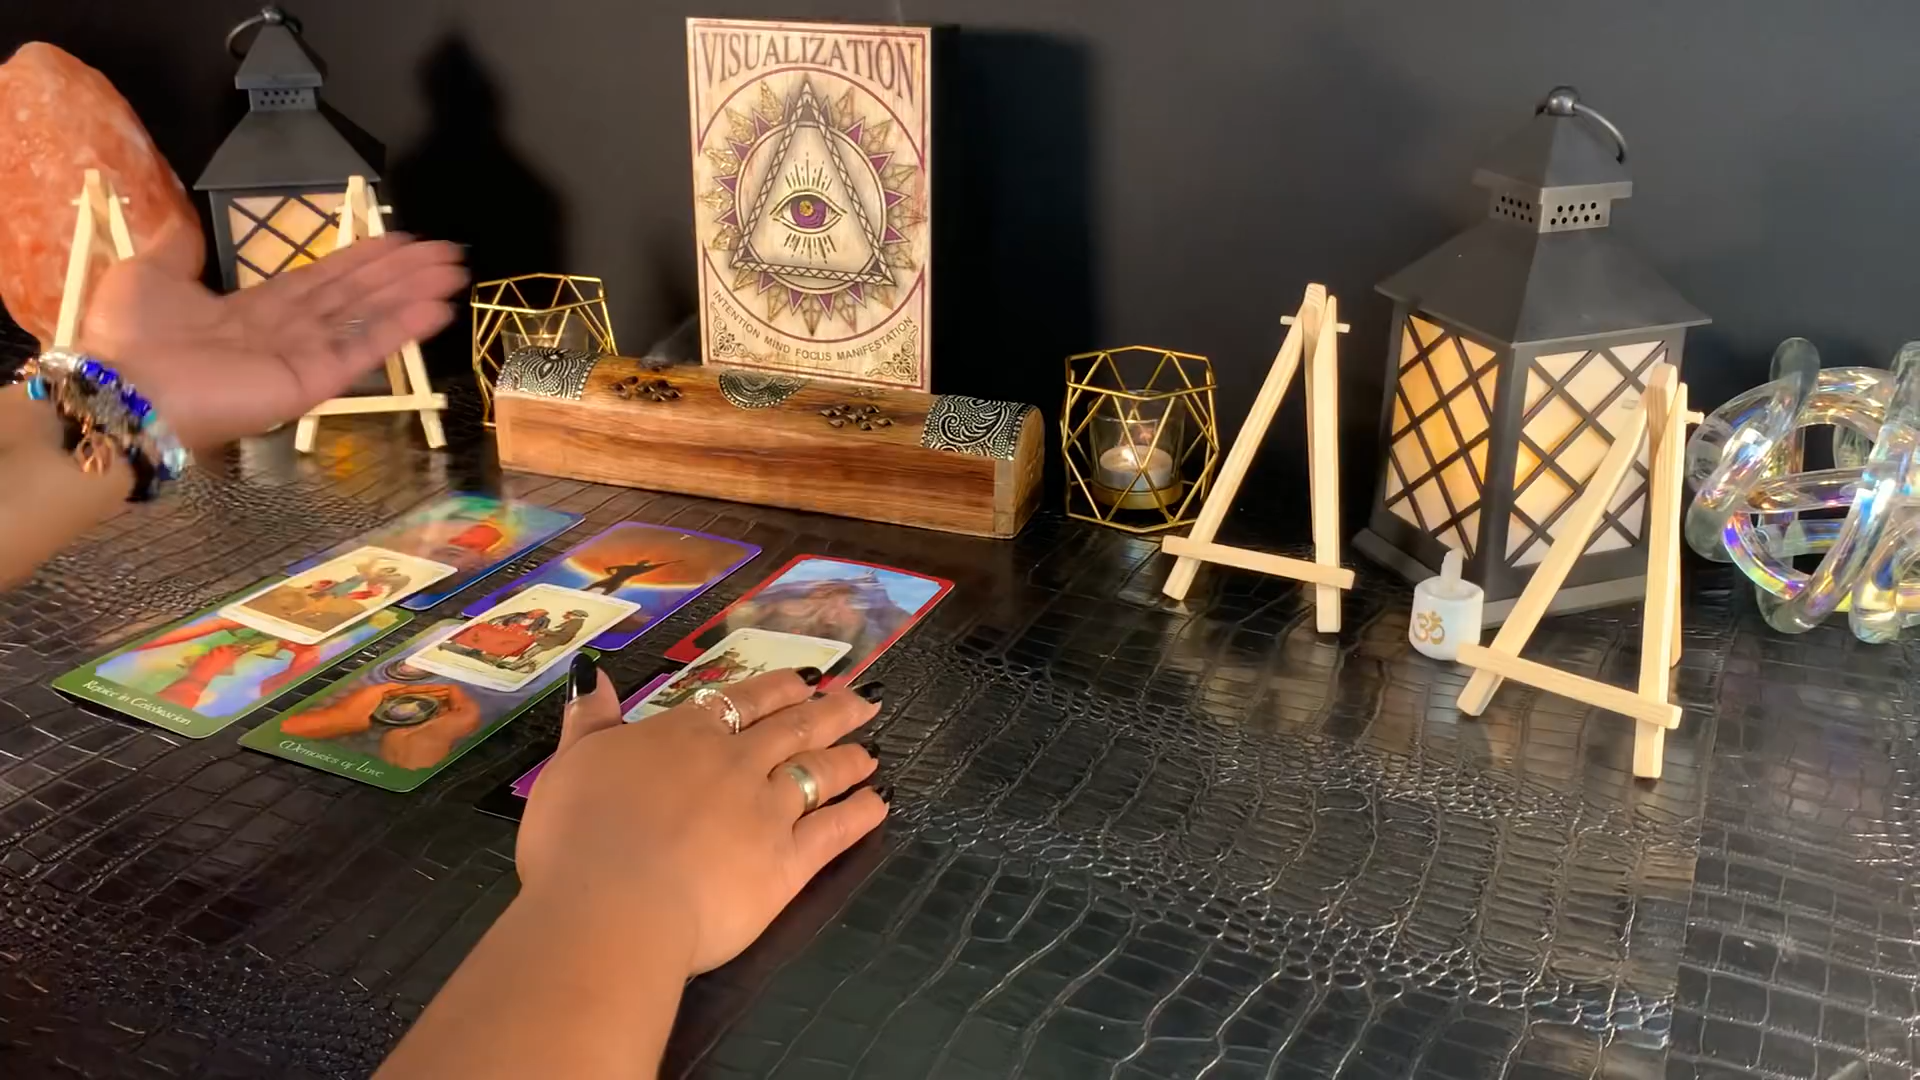 VISUALIZATION
INTENTION MIND FOCUS MANIFESTATION
ॐ
Rejoice in Celebration
Memories of Love